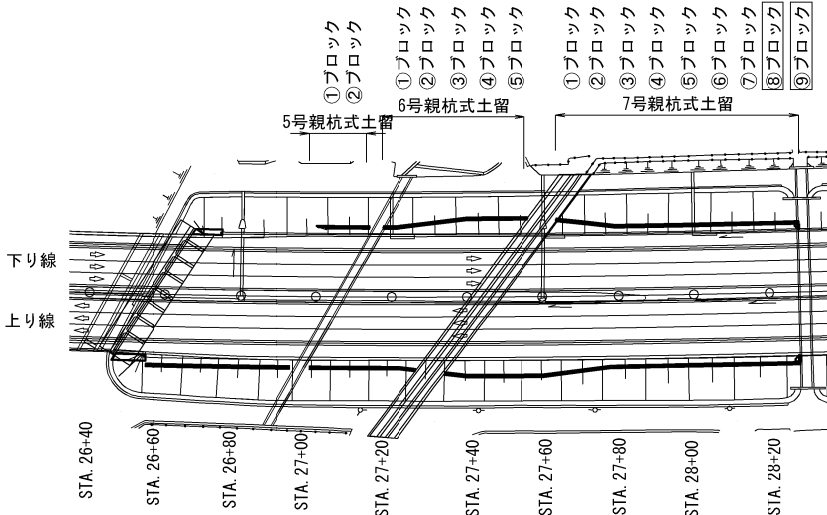 ①ブロック
②ブロック
①ブロック
②ブロック
③ブロック
④ブロック
⑤ブロック
①ブロック
②ブロック
③ブロック
④ブロック
⑤ブロック
⑥ブロック
⑦ブロック
⑧ブロック
⑨ブロック
5号親杭式土留
6号親杭式土留
7号親杭式土留
下り線
上り線
STA. 26+40
STA. 26+60
STA. 26+80
STA. 27+00
STA. 27+20
STA. 27+40
STA. 27+60
STA. 27+80
STA. 28+00
STA. 28+20